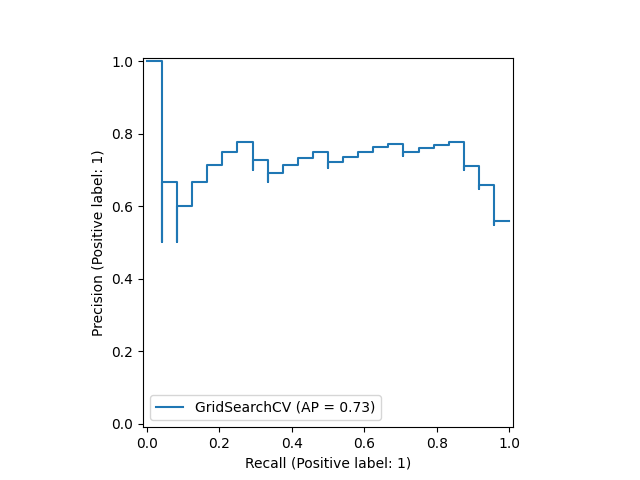 1.0
0.8
0.6
0.4
0.2
0.0
Precision (Positive label: 1)
GridSearchCV (AP = 0.73)
0.0 0.2 0.4 0.6 0.8 1.0
Recall (Positive label: 1)